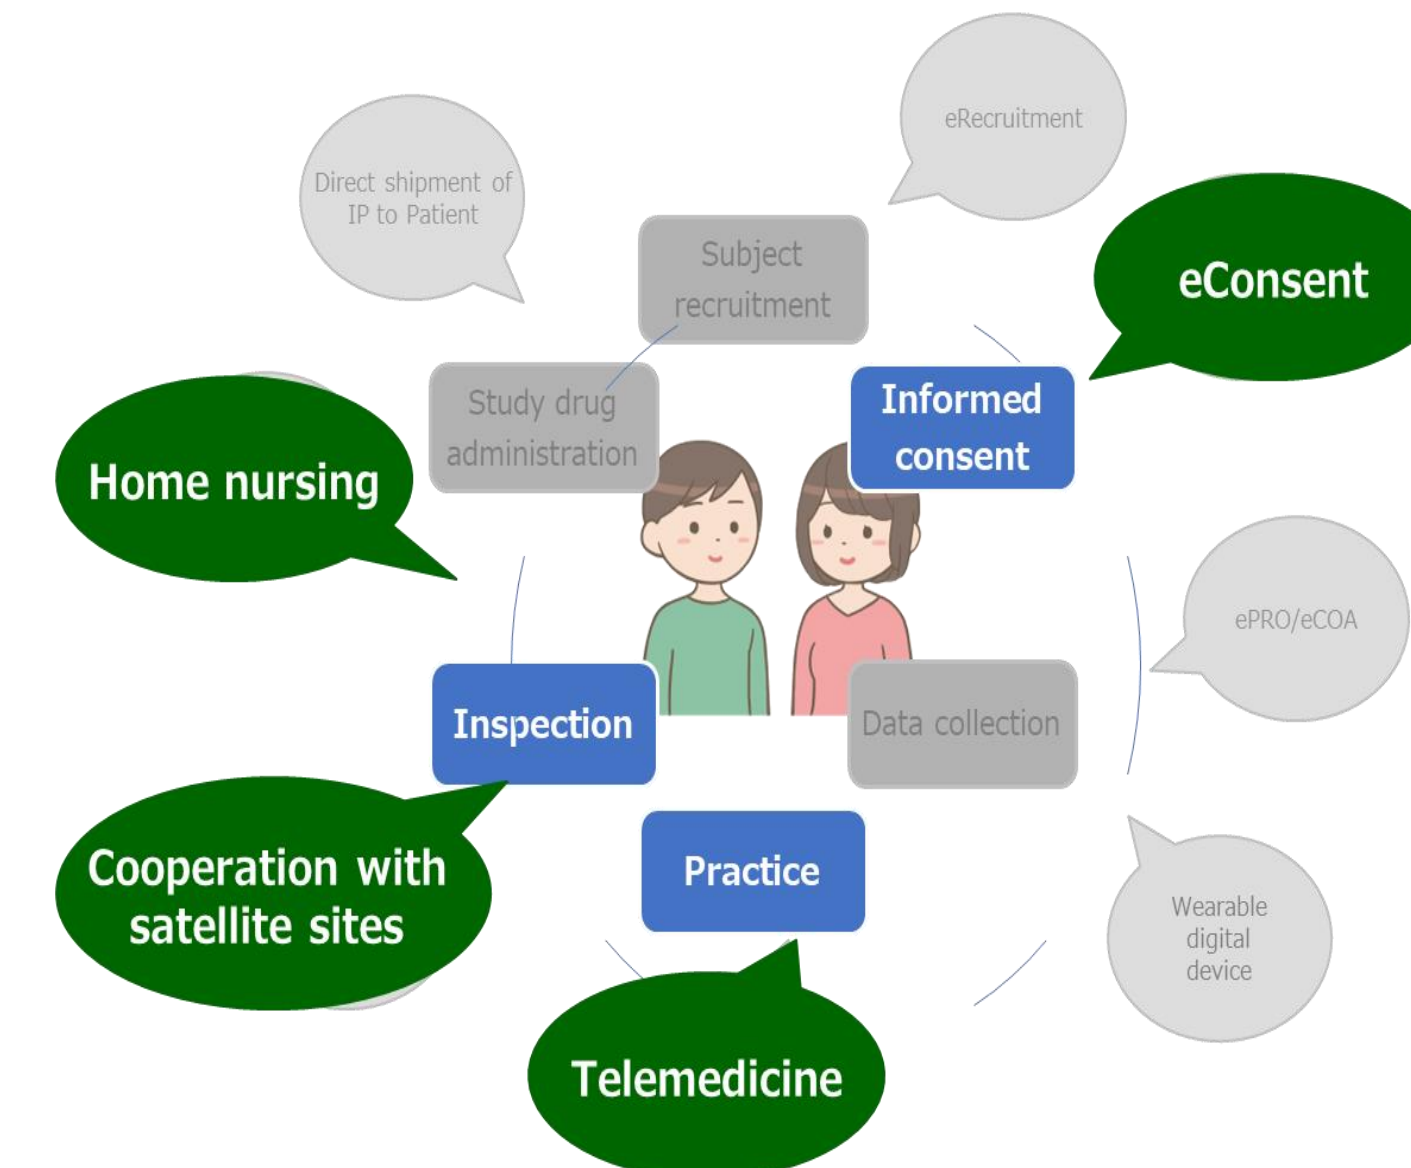 eRecruitment
Direct shipment of
IP to Patient
Subject
recruitment
eConsent
Informed
consent
Study drug
administration
Home nursing
ePRO/eCOA
Inspection
Data collection
Cooperation with
satellite sites
Practice
Wearable
digital
device
Telemedicine